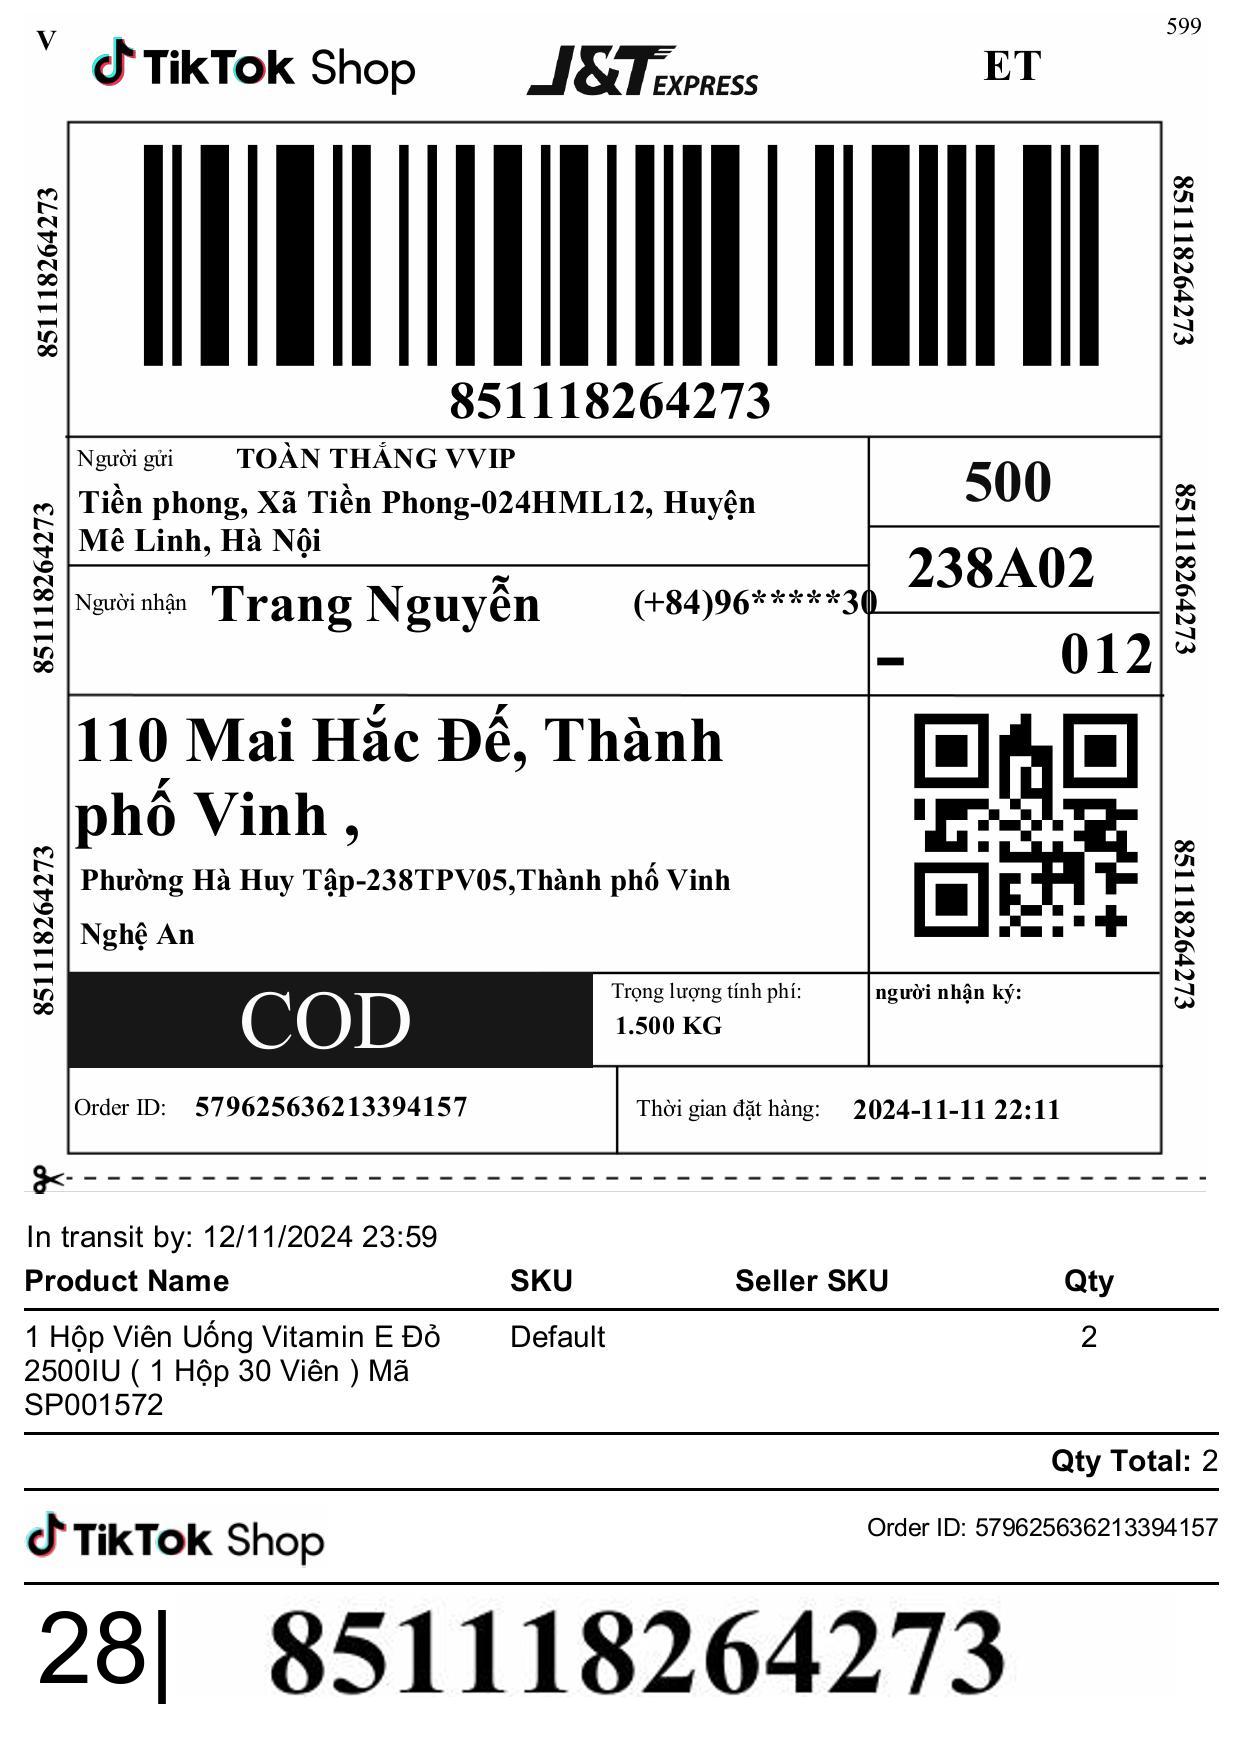 V
599
TikTok Shop
J&T EXPRESS
ET
851118264273
851118264273
851118264273
Người gửi TOÀN THẮNG VVIP
Tiền phong, Xã Tiền Phong-024HML12, Huyện
Mê Linh, Hà Nội
500
238A02
Người nhận Trang Nguyễn (+84)96*****30
851118264273
851118264273
– 012
110 Mai Hắc Đế, Thành
phố Vinh ,
Phường Hà Huy Tập-238TPV05,Thành phố Vinh
Nghệ An
851118264273
851118264273
COD
Trọng lượng tính phí:
1.500 KG
người nhận ký:
Order ID: 579625636213394157
Thời gian đặt hàng: 2024-11-11 22:11
In transit by: 12/11/2024 23:59
Product Name SKU Seller SKU Qty
1 Hộp Viên Uống Vitamin E Đỏ Default 2
2500IU ( 1 Hộp 30 Viên ) Mã
SP001572
Qty Total: 2
TikTok Shop
Order ID: 579625636213394157
28| 851118264273